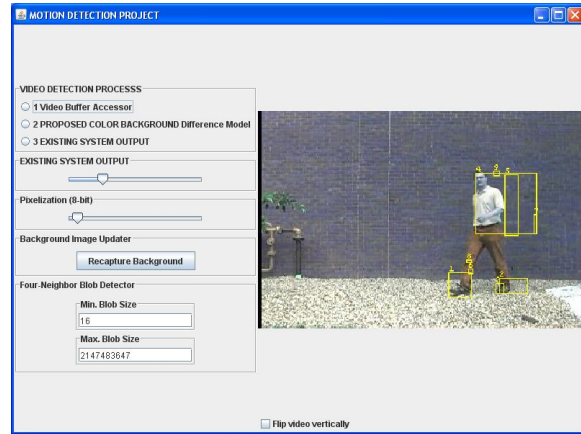 MOTION DETECTION PROJECT
VIDEO DETECTION PROCESSS
1 Video Buffer Accessor
2 PROPOSED COLOR BACKGROUND Difference Model
3 EXISTING SYSTEM OUTPUT
EXISTING SYSTEM OUTPUT
Pixelization (8-bit)
Background Image Updater
Recapture Background
Four-Neighbor Blob Detector
Min. Blob Size
16
Max. Blob Size
2147483647
Flip video vertically